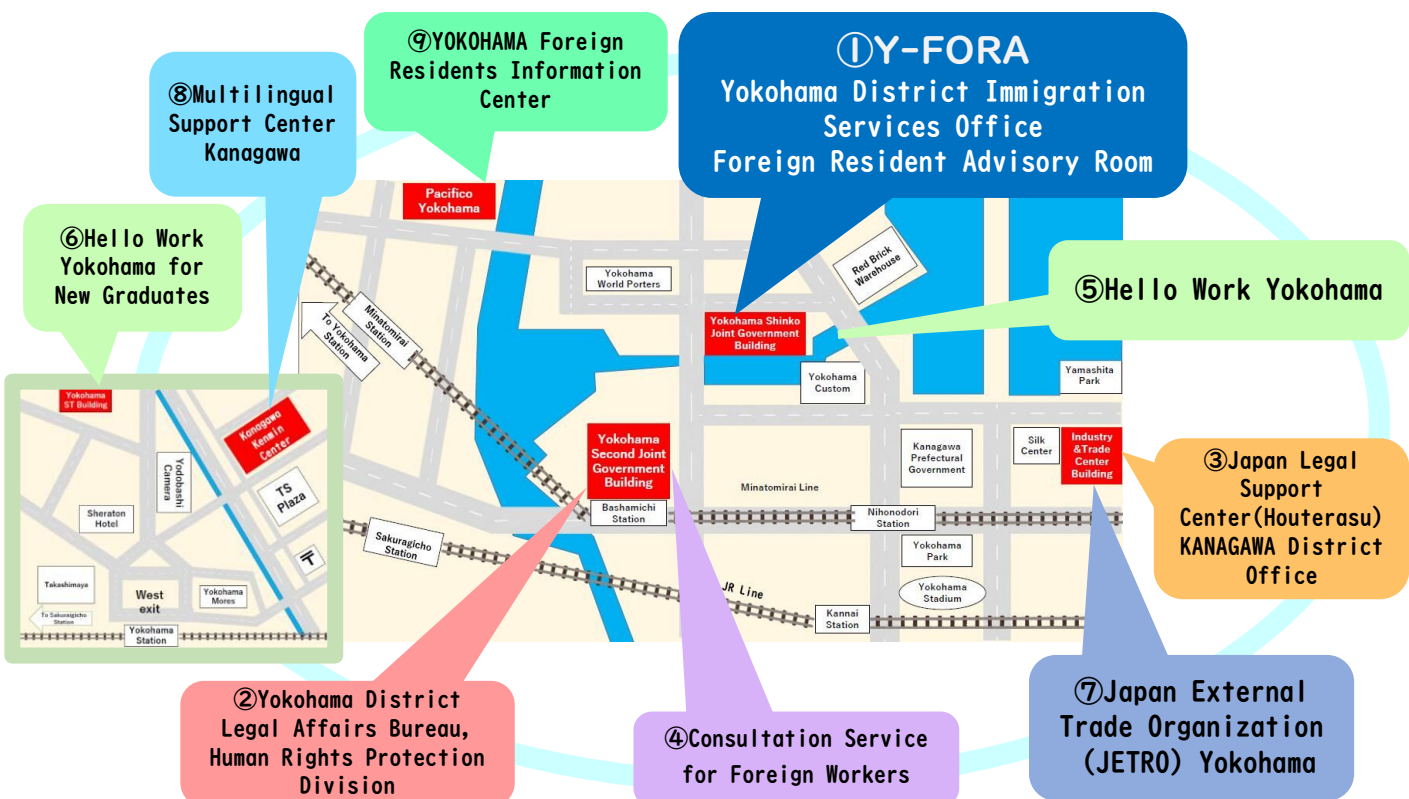 ①Y-FORA
Yokohama District Immigration
Services Office
Foreign Resident Advisory Room
⑨YOKOHAMA Foreign
Residents Information
Center
⑧Multilingual
Support Center
Kanagawa
⑥Hello Work
Yokohama for
New Graduates
⑤Hello Work Yokohama
③Japan Legal
Support
Center(Houterasu)
KANAGAWA District
Office
⑦Japan External
Trade Organization
(JETRO) Yokohama
④Consultation Service
for Foreign Workers
②Yokohama District
Legal Affairs Bureau,
Human Rights Protection
Division
Pacifico
Yokohama
Yokohama
World Porters
Red Brick
Warehouse
Minatomirai
Station
To Yokohama
Station
Yokohama Shinko
Joint Government
Building
Yokohama
Custom
Yamashita
Park
Yokohama
Second Joint
Government
Building
Kanagawa
Prefectural
Government
Silk
Center
Industry
&Trade
Center
Building
Minatomirai Line
Bashamichi
Station
Nihonodori
Station
Sakuragicho
Station
Yokohama
Park
JR Line
Yokohama
Stadium
Kannai
Station
Yokohama
ST Building
Kanagawa
Kenmin
Center
Yodobashi
Camera
TS
Plaza
Sheraton
Hotel
〒
Takashimaya
West
exit
Yokohama
Mores
To Sakuraigicho
Station
Yokohama
Station